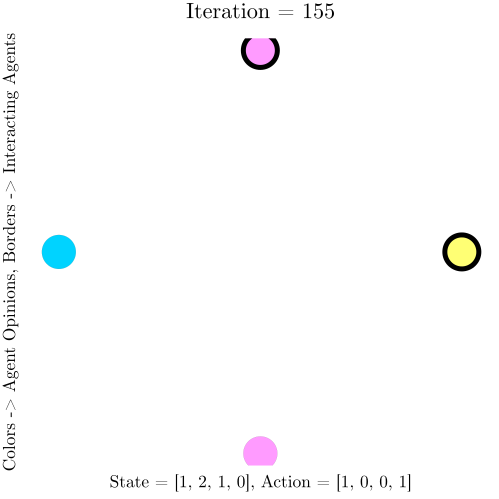 Iteration = 155
Colors -> Agent Opinions, Borders -> Interacting Agents
State = [1, 2, 1, 0], Action = [1, 0, 0, 1]